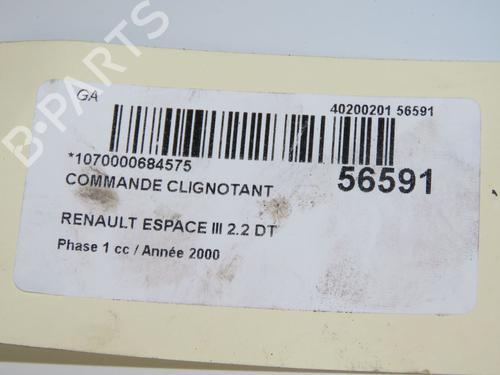 B-PARTS
GA
40200201 56591
*1070000684575
COMMANDE CLIGNOTANT
56591
RENAULT ESPACE III 2.2 DT
Phase 1 cc / Année 2000